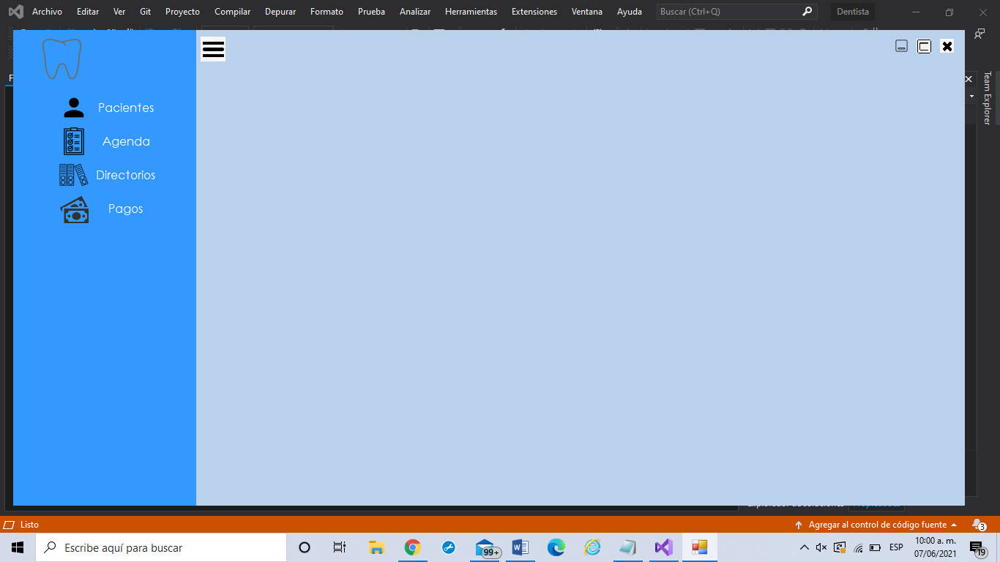 Archivo Editar Ver Git Proyecto Compilar Depurar Formato Prueba Analizar Herramientas Extensiones Ventana Ayuda Buscar (Ctrl+Q) Dentista
Team Explorer
Pacientes
Agenda
Directorios
Pagos
Listo
Agregar al control de código fuente
3
Escribe aquí para buscar
99+
ESP
10:00 a. m.
07/06/2021
19